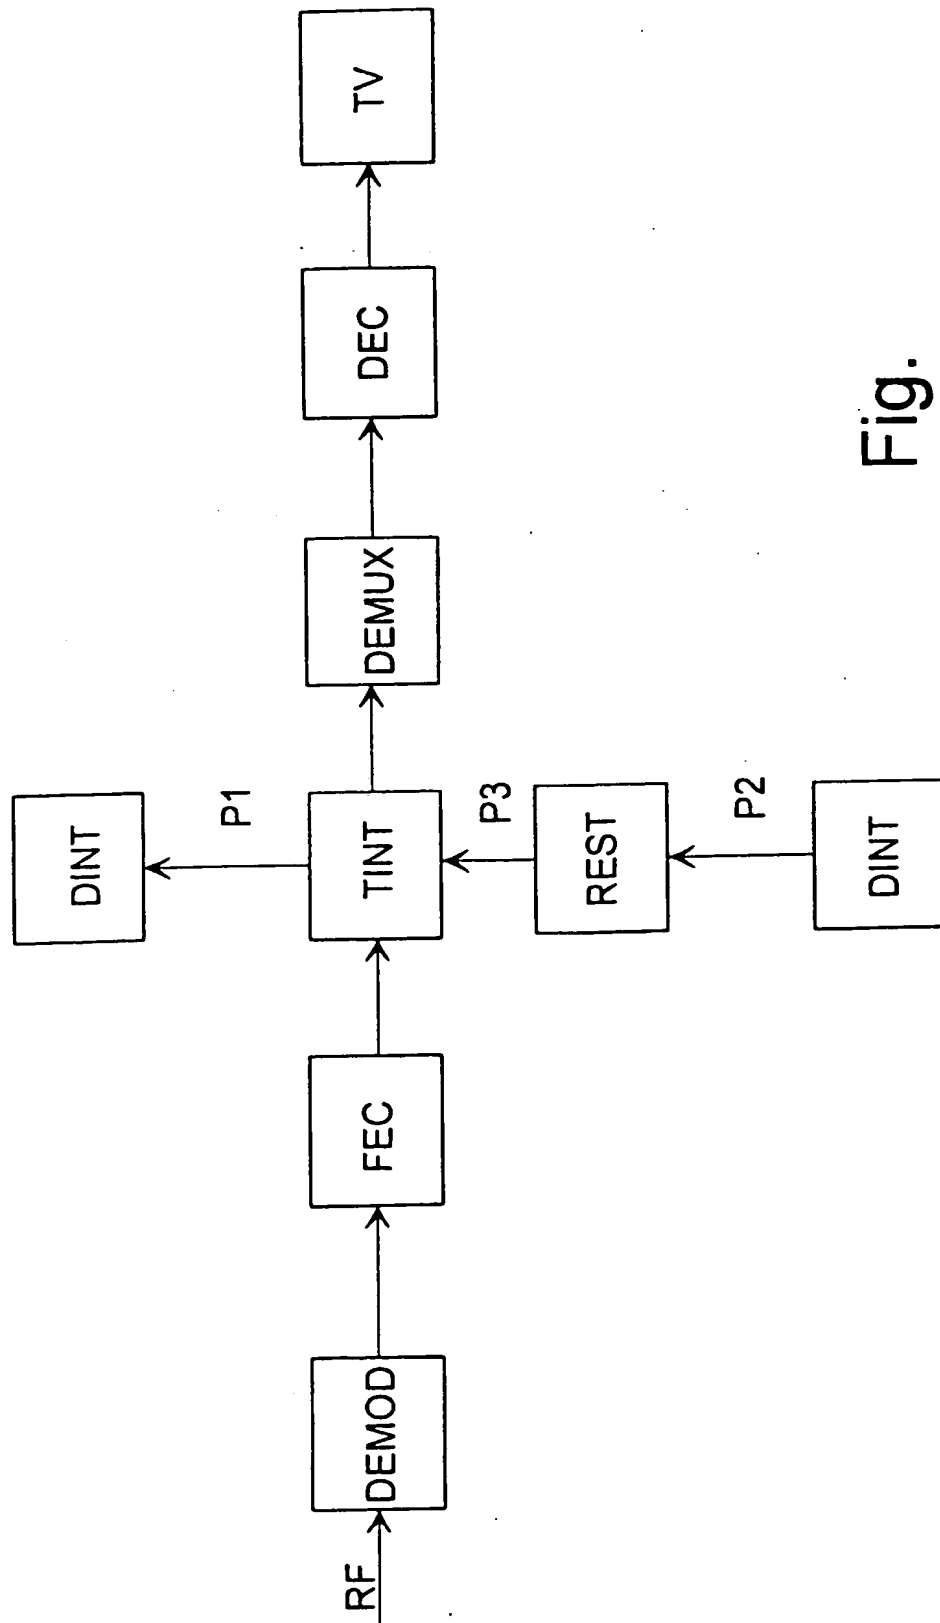 DINT
P1
RF
DEMOD
FEC
TINT
DEMUX
DEC
TV
P3
REST
P2
DINT
Fig.